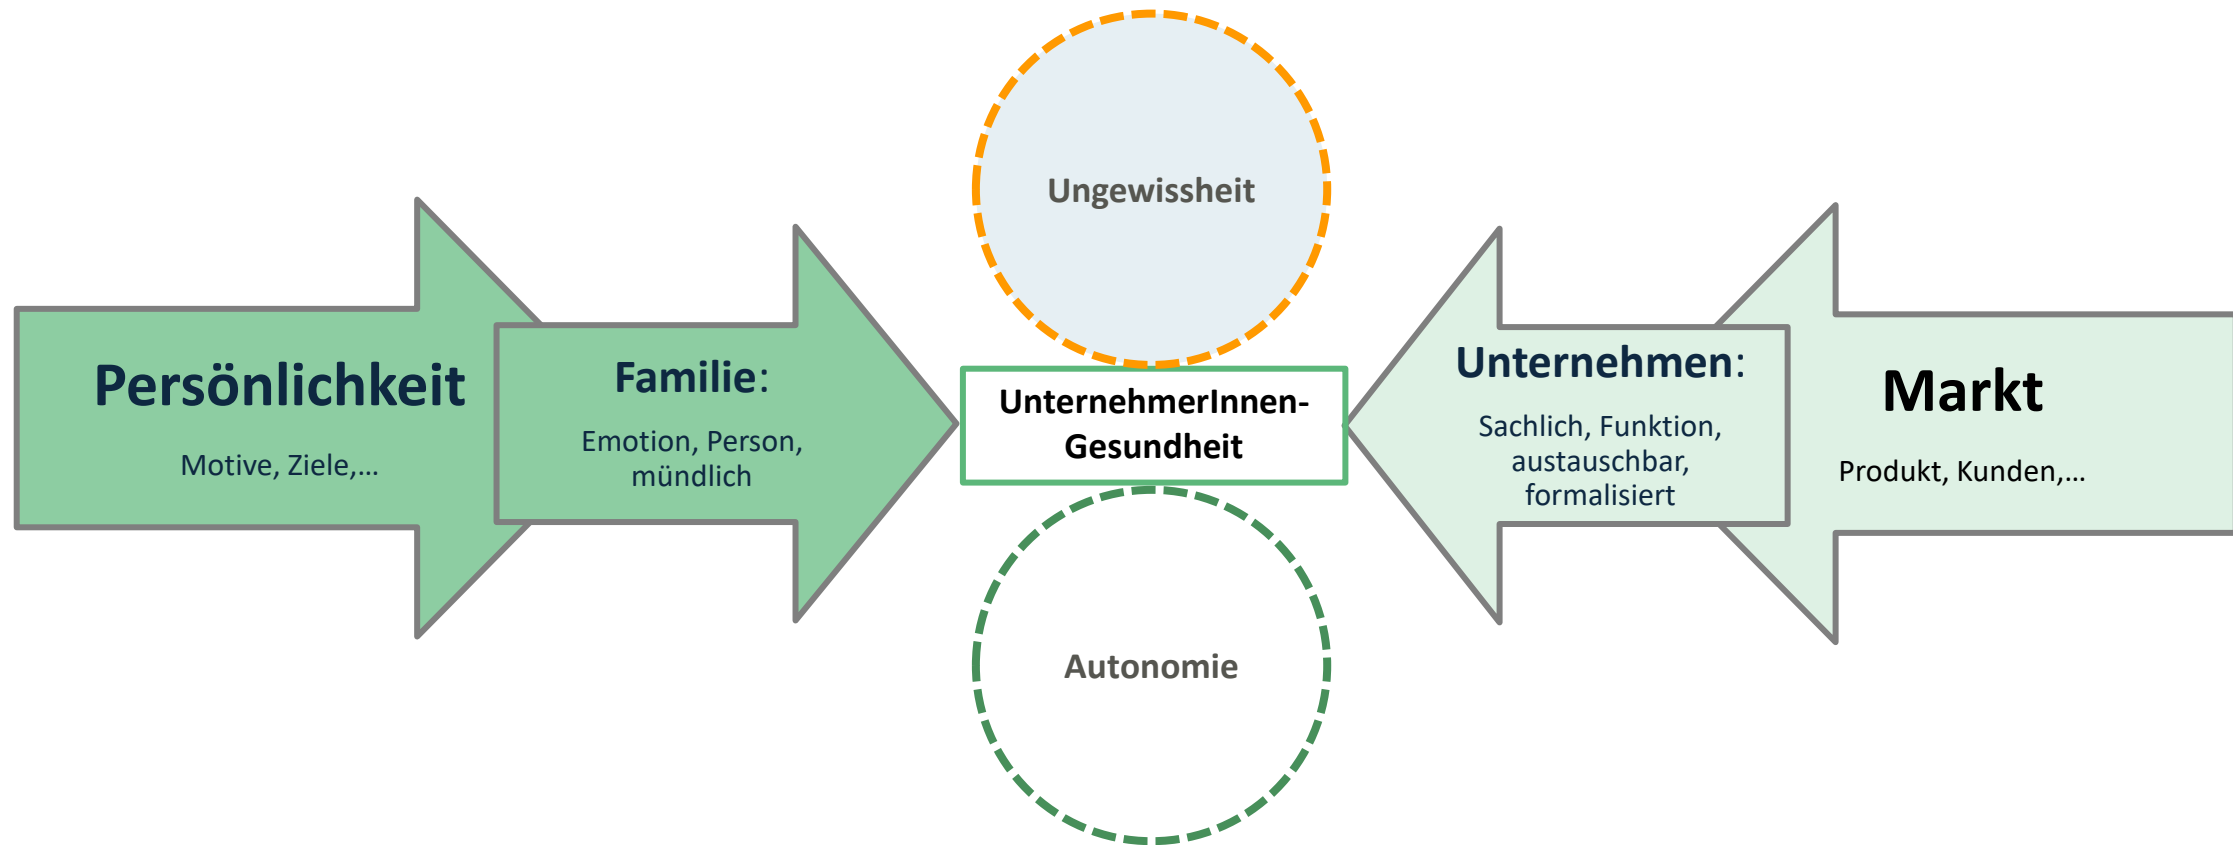 Ungewissheit
Persönlichkeit
Motive, Ziele,...
Familie:
Emotion, Person,
mündlich
UnternehmerInnen-
Gesundheit
Unternehmen:
Sachlich, Funktion,
austauschbar,
formalisiert
Markt
Produkt, Kunden,...
Autonomie